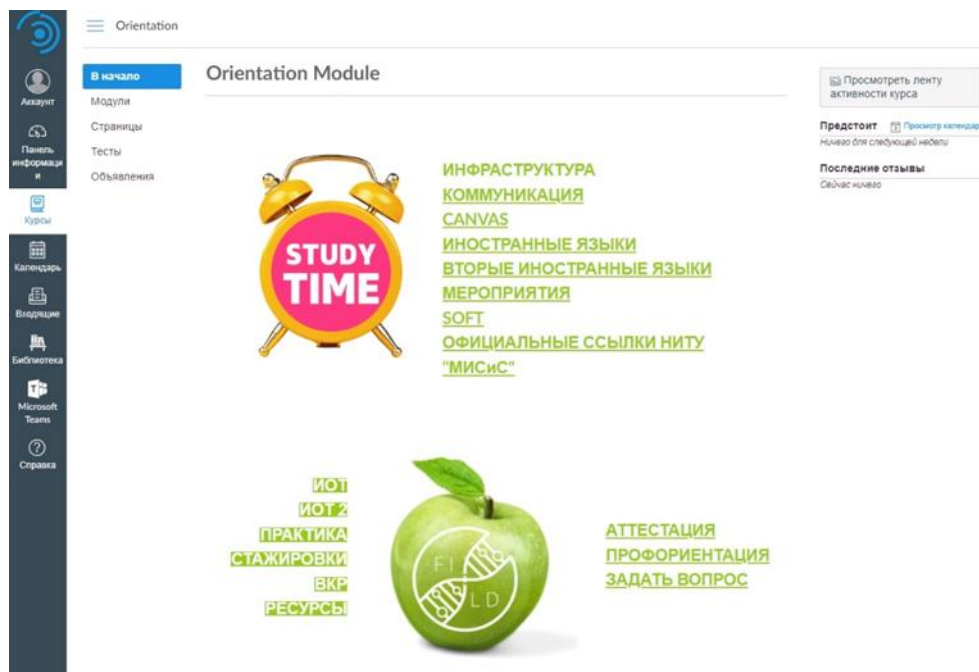 Orientation
Аккаунт
Панель
информаци
и
Курсы
Календарь
Входящие
Библиотека
Microsoft
Teams
Справка
В начало
Модули
Страницы
Тесты
Объявления
Orientation Module
STUDY
TIME
ИНФРАСТРУКТУРА
КОММУНИКАЦИЯ
CANVAS
ИНОСТРАННЫЕ ЯЗЫКИ
ВТОРЫЕ ИНОСТРАННЫЕ ЯЗЫКИ
МЕРОПРИЯТИЯ
SOFT
ОФИЦИАЛЬНЫЕ ССЫЛКИ НИТУ
"МИСиС"
ИОТ
ИОТ 2
ПРАКТИКА
СТАЖИРОВКИ
ВКР
РЕСУРСЫ
FI
LD
АТТЕСТАЦИЯ
ПРОФОРИЕНТАЦИЯ
ЗАДАТЬ ВОПРОС
Просмотреть ленту
активности курса
Предстоит Просмотр календар
Ничего для следующей недели
Последние отзывы
Сейчас ничего